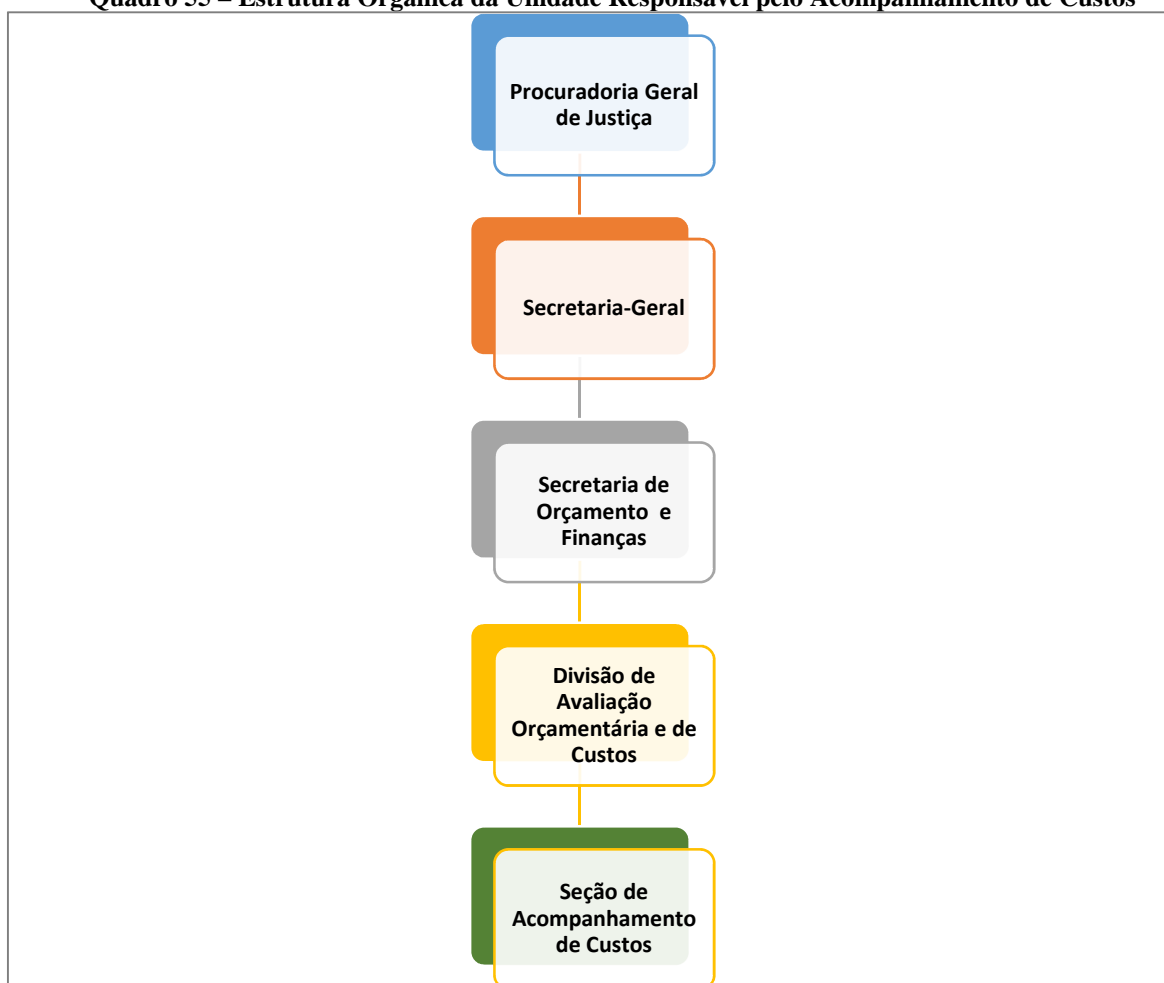 Quadro 55 – Estrutura Orgânica da Unidade Responsável pelo Acompanhamento de Custos
Procuradoria Geral
de Justiça
Secretaria-Geral
Secretaria de
Orçamento e
Finanças
Divisão de
Avaliação
Orçamentária e de
Custos
Seção de
Acompanhamento
de Custos